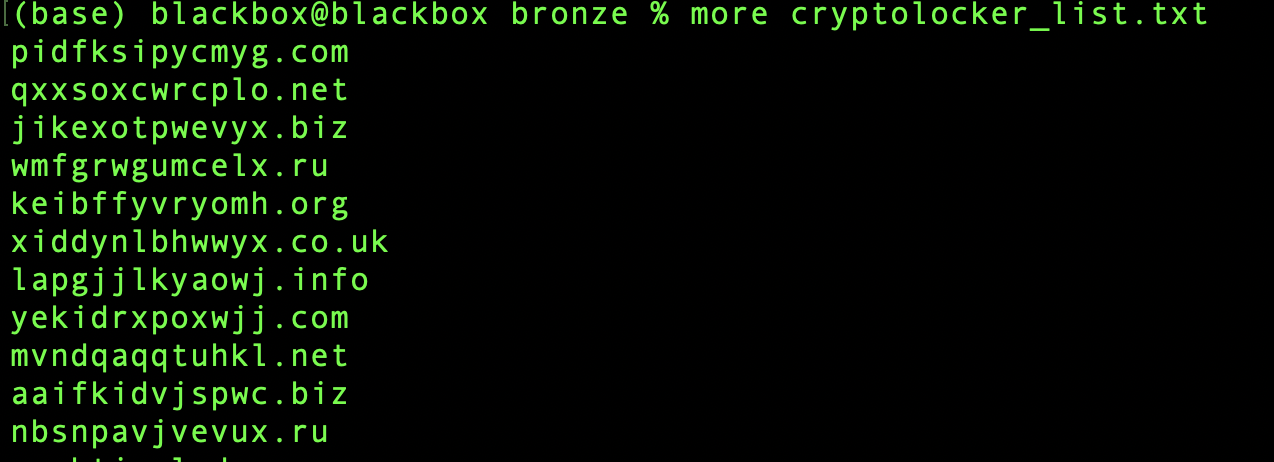 [(base) blackbox@blackbox bronze % more cryptolocker_list.txt
pidfksipycmyg.com
qxxsoxcwrcplo.net
jikexotpwevyx.biz
wmfgrwgumcelx.ru
keibffyvryomh.org
xiddynlbhwwyx.co.uk
lapgjjlkyaowj.info
yekidrxpoxwjj.com
mvndqaqqtuhkl.net
aaifkidvjspwc.biz
nbsnpavjvevux.ru